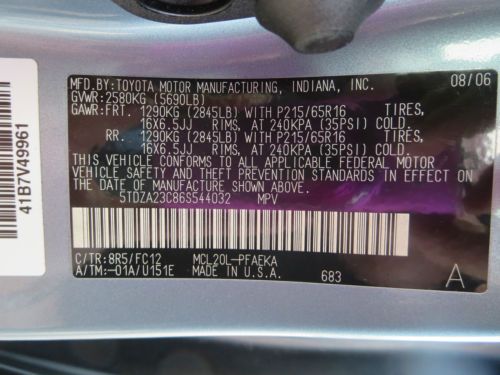 MFD.BY:TOYOTA MOTOR MANUFACTURING, INDIANA, INC. 08/06
GVWR: 2580KG (5690LB)
GAWR: FRT. 1290KG (2845LB) WITH P215/65R16 TIRES,
16X6.5JJ RIMS, AT 240KPA (35PSI) COLD.
RR. 1290KG (2845LB) WITH P215/65R16 TIRES,
16X6.5JJ RIMS, AT 240KPA (35PSI) COLD.
THIS VEHICLE CONFORMS TO ALL APPLICABLE FEDERAL MOTOR
VEHICLE SAFETY AND THEFT PREVENTION STANDARDS IN EFFECT
ON THE DATE OF MANUFACTURE SHOWN ABOVE.
5TDZA23C86S544032 MPV
C/TR: 8R5/FC12 MCL20L-PFAEKA
A/TM:-01A/U151E MADE IN U.S.A. 683 A
41B7V49961